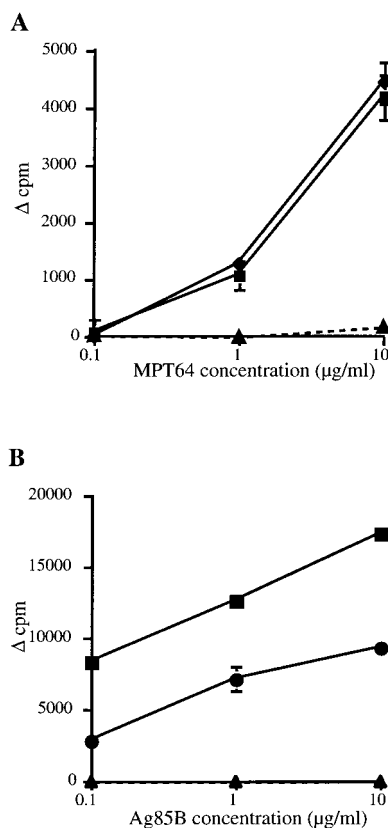 A
5000
4000
3000
2000
1000
0
Δ cpm
0.1 1 10
MPT64 concentration (µg/ml)
B
20000
15000
10000
5000
0
Δ cpm
0.1 1 10
Ag85B concentration (µg/ml)